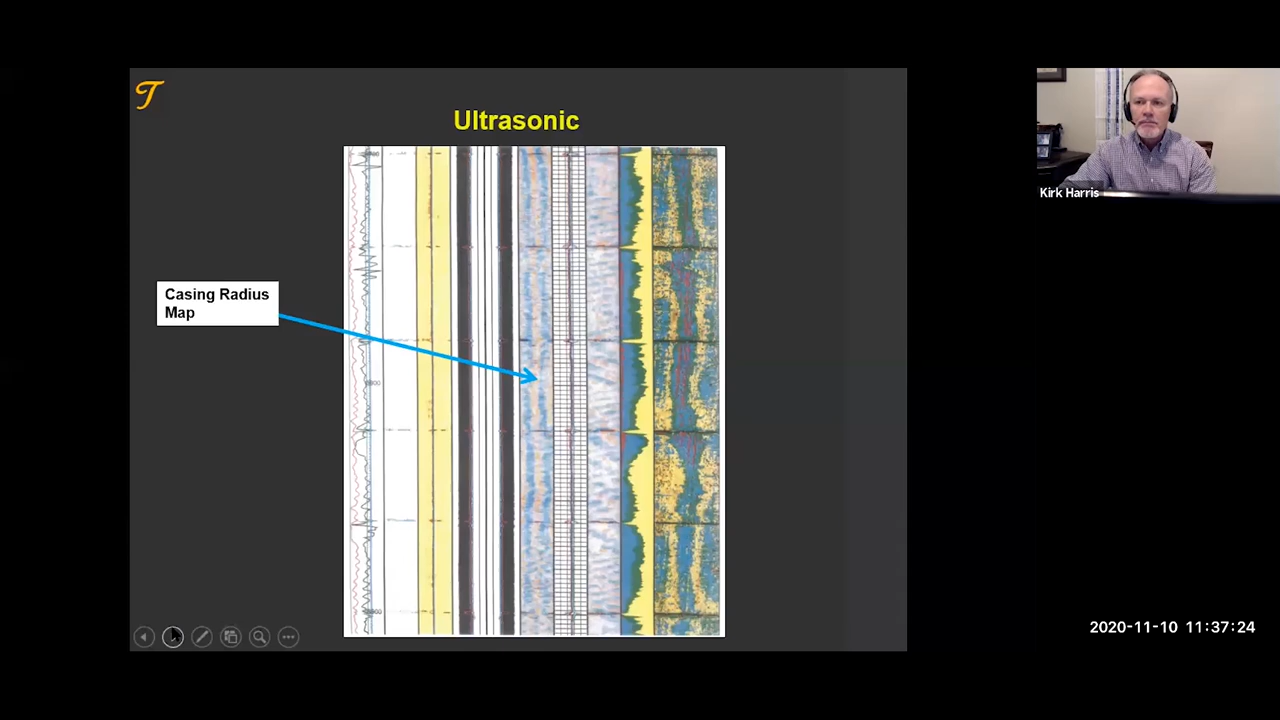 T
Ultrasonic
Casing Radius
Map
Kirk Harris
2020-11-10 11:37:24